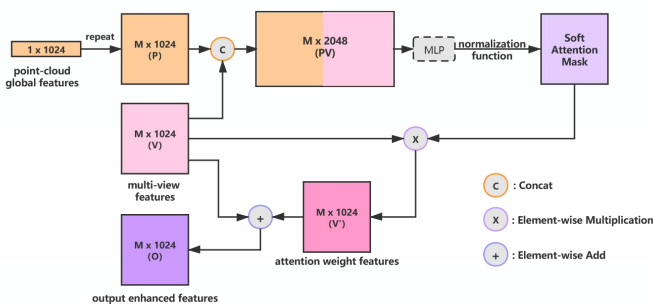 1 x 1024
point-cloud
global features
repeat
M x 1024
(P)
C
M x 2048
(PV)
MLP
normalization
function
Soft
Attention
Mask
M x 1024
(V)
multi-view
features
X
+
M x 1024
(V')
attention weight features
M x 1024
(O)
output enhanced features
C : Concat
X : Element-wise Multiplication
+ : Element-wise Add